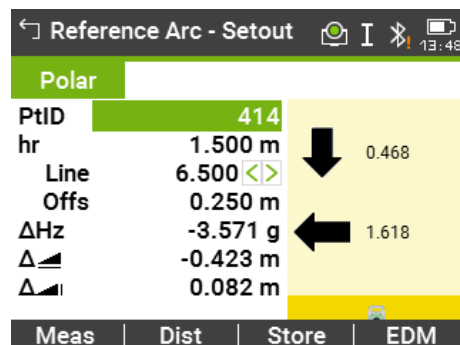 Reference Arc - Setout I 13:48
Polar
PtID 414
hr 1.500 m
Line 6.500 < >
Offs 0.250 m
ΔHz -3.571 g
Δ -0.423 m
Δ 0.082 m
0.468
1.618
Meas | Dist | Store | EDM